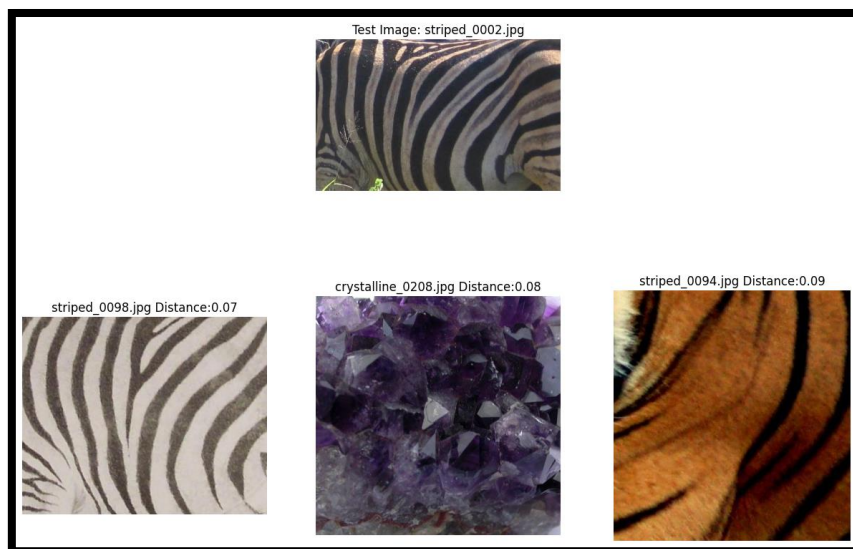 Test Image: striped_0002.jpg
striped_0098.jpg Distance:0.07
crystalline_0208.jpg Distance:0.08
striped_0094.jpg Distance:0.09